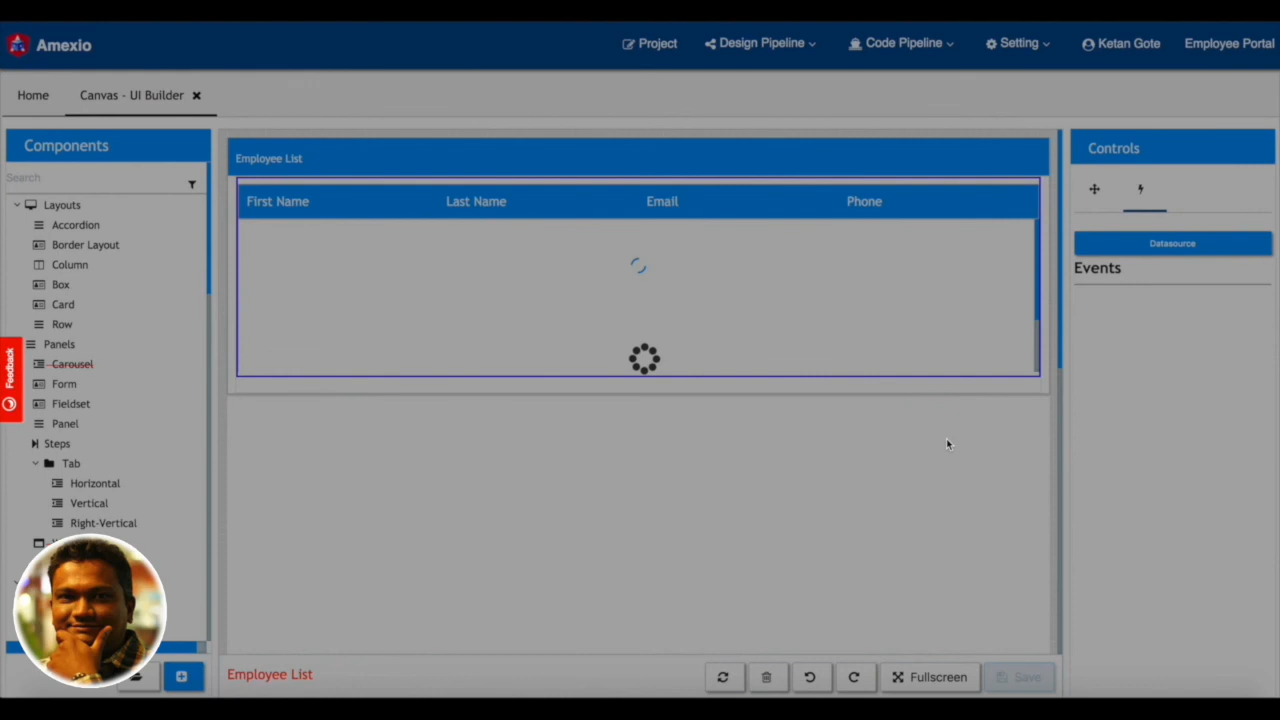 Amexio
Project
Design Pipeline
Code Pipeline
Setting
Ketan Gote
Employee Portal
Home
Canvas - UI Builder
Components
Search
Layouts
Accordion
Border Layout
Column
Box
Card
Row
Panels
Carousel
Form
Fieldset
Panel
Steps
Tab
Horizontal
Vertical
Right-Vertical
Feedback
Employee List
First Name Last Name Email Phone
Controls
Datasource
Events
Employee List
Fullscreen
Save